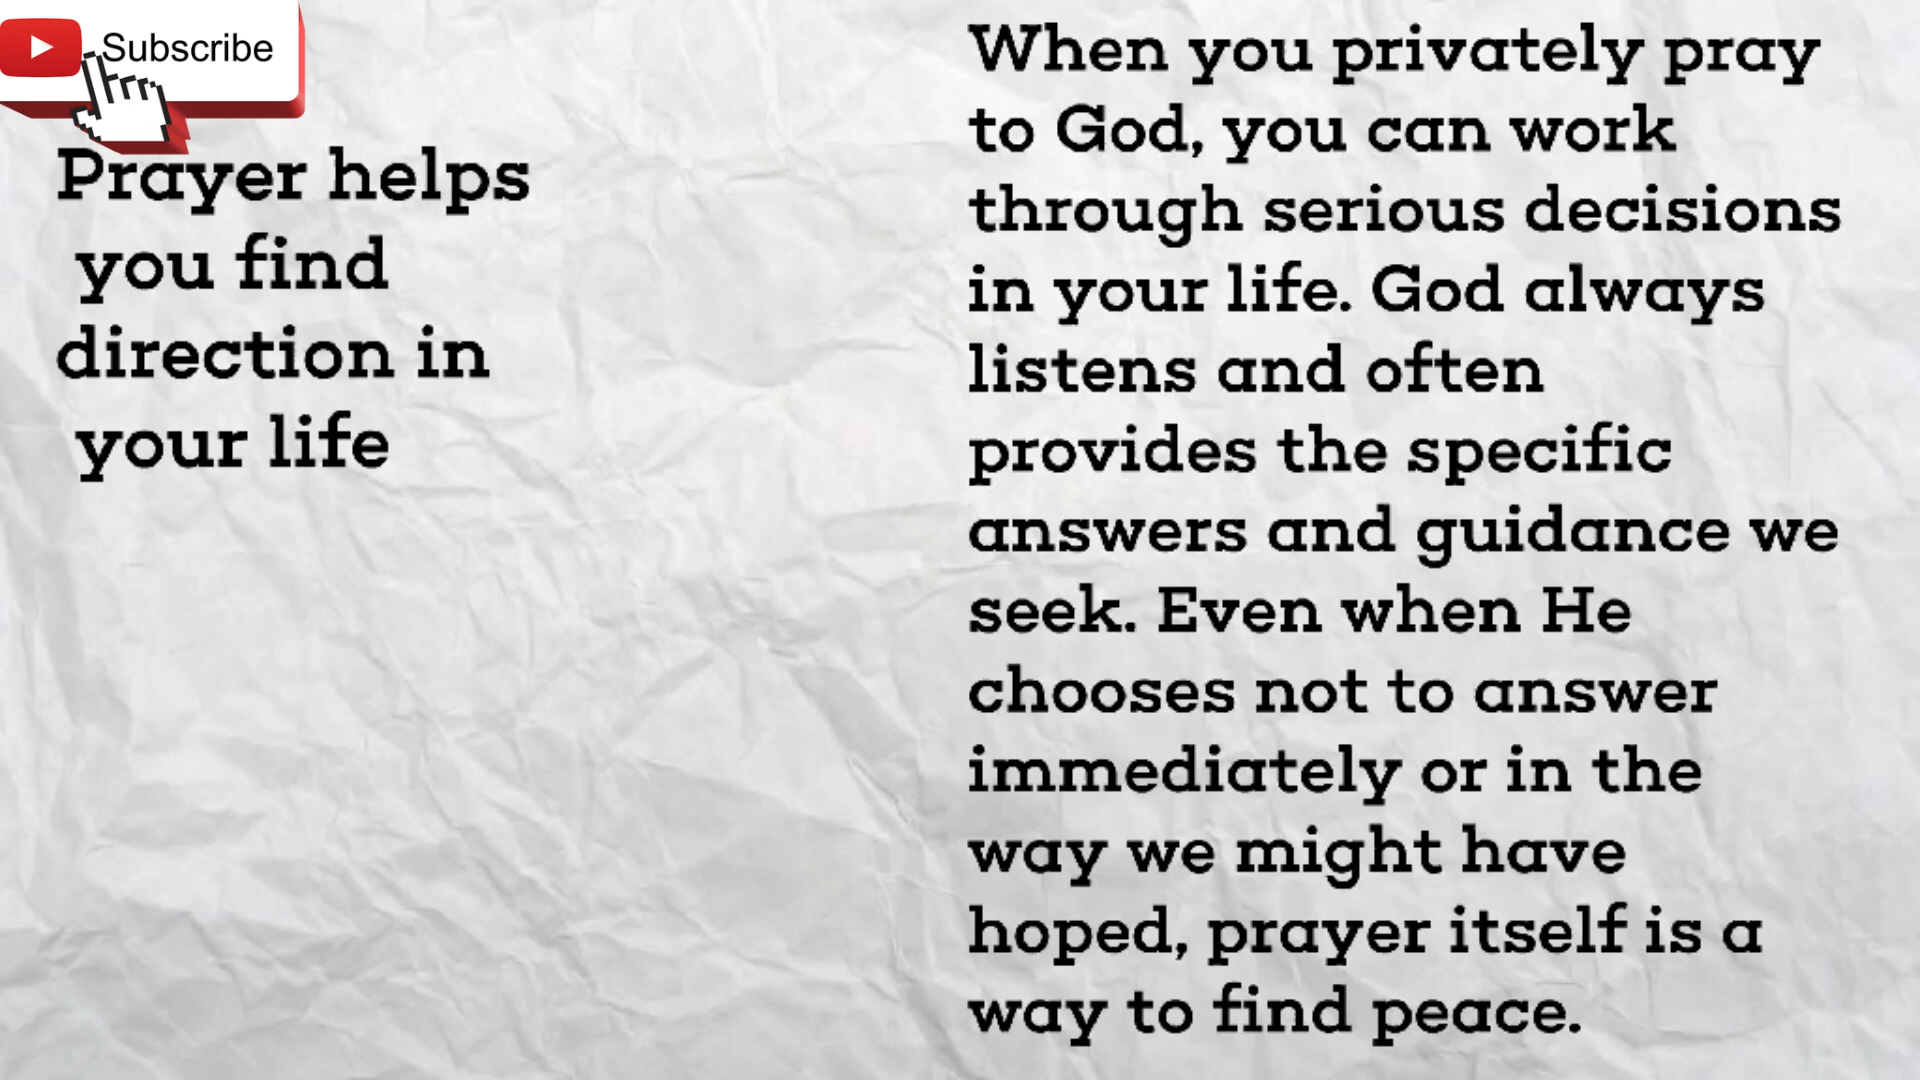 Subscribe
Prayer helps
you find
direction in
your life
When you privately pray
to God, you can work
through serious decisions
in your life. God always
listens and often
provides the specific
answers and guidance we
seek. Even when He
chooses not to answer
immediately or in the
way we might have
hoped, prayer itself is a
way to find peace.